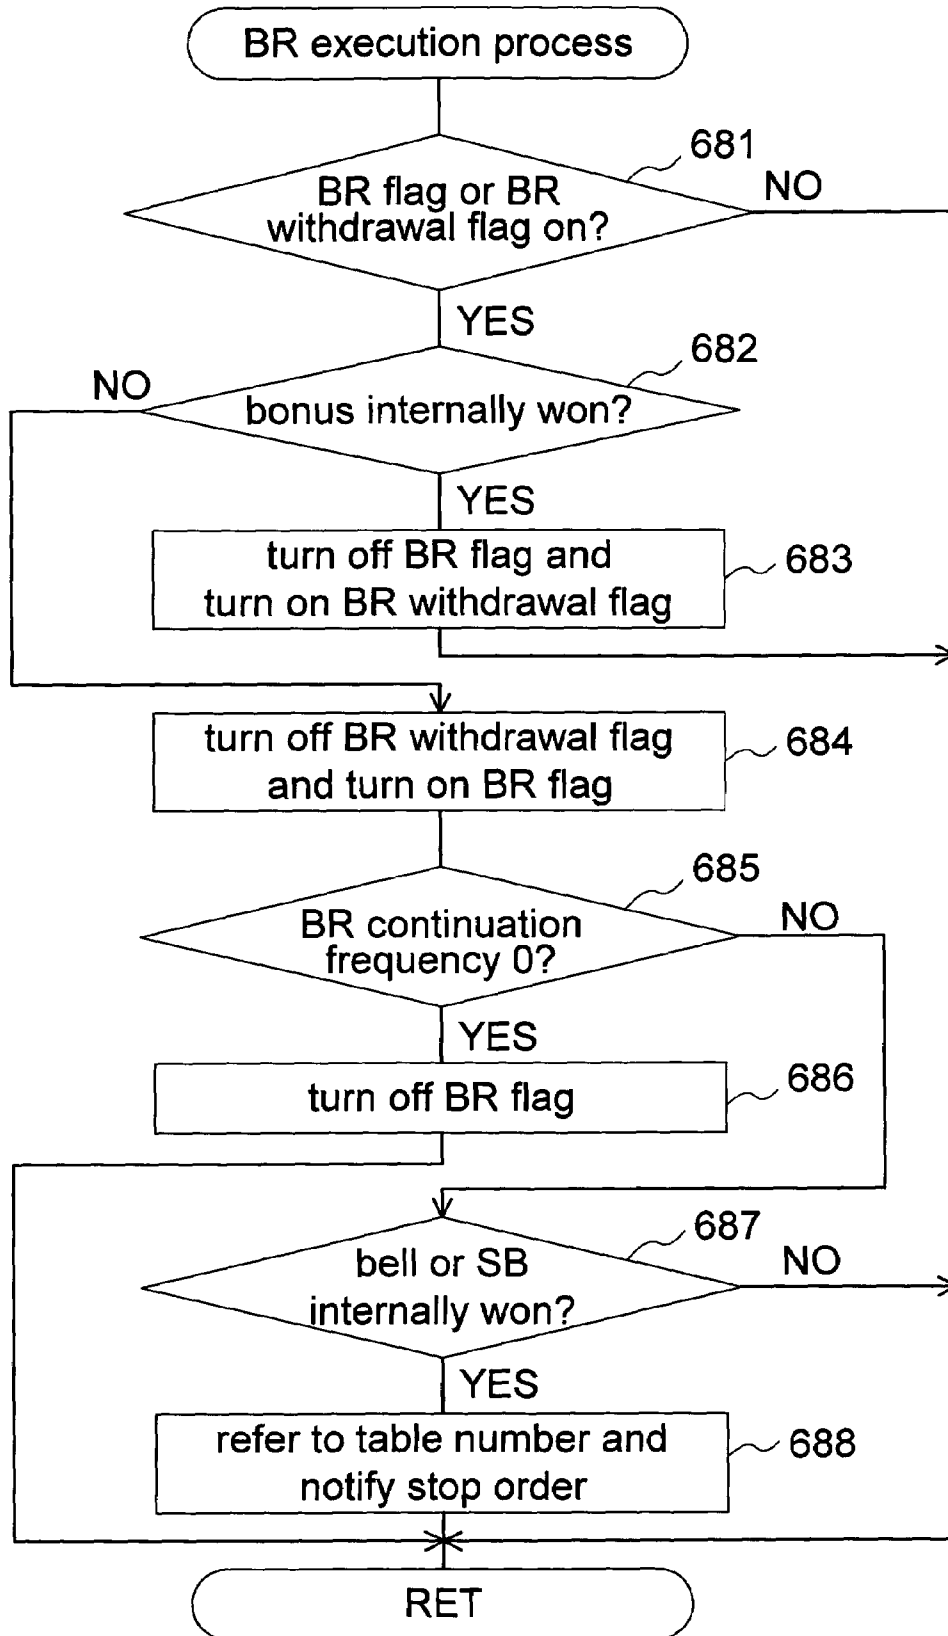 BR execution process
681
BR flag or BR
withdrawal flag on?
NO
YES
682
NO
bonus internally won?
YES
turn off BR flag and
turn on BR withdrawal flag
683
turn off BR withdrawal flag
and turn on BR flag
684
685
BR continuation
frequency 0?
NO
YES
turn off BR flag
686
687
bell or SB
internally won?
NO
YES
refer to table number and
notify stop order
688
RET